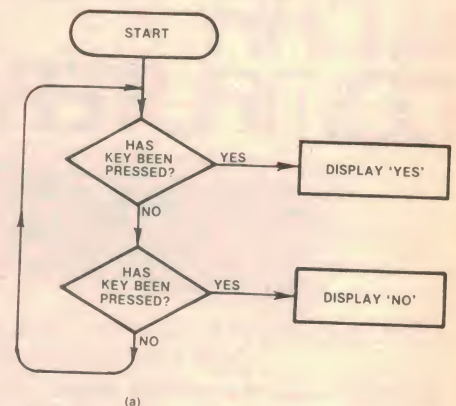 START
HAS
KEY BEEN
PRESSED?
YES
DISPLAY 'YES'
NO
HAS
KEY BEEN
PRESSED?
YES
DISPLAY 'NO'
NO
(a)